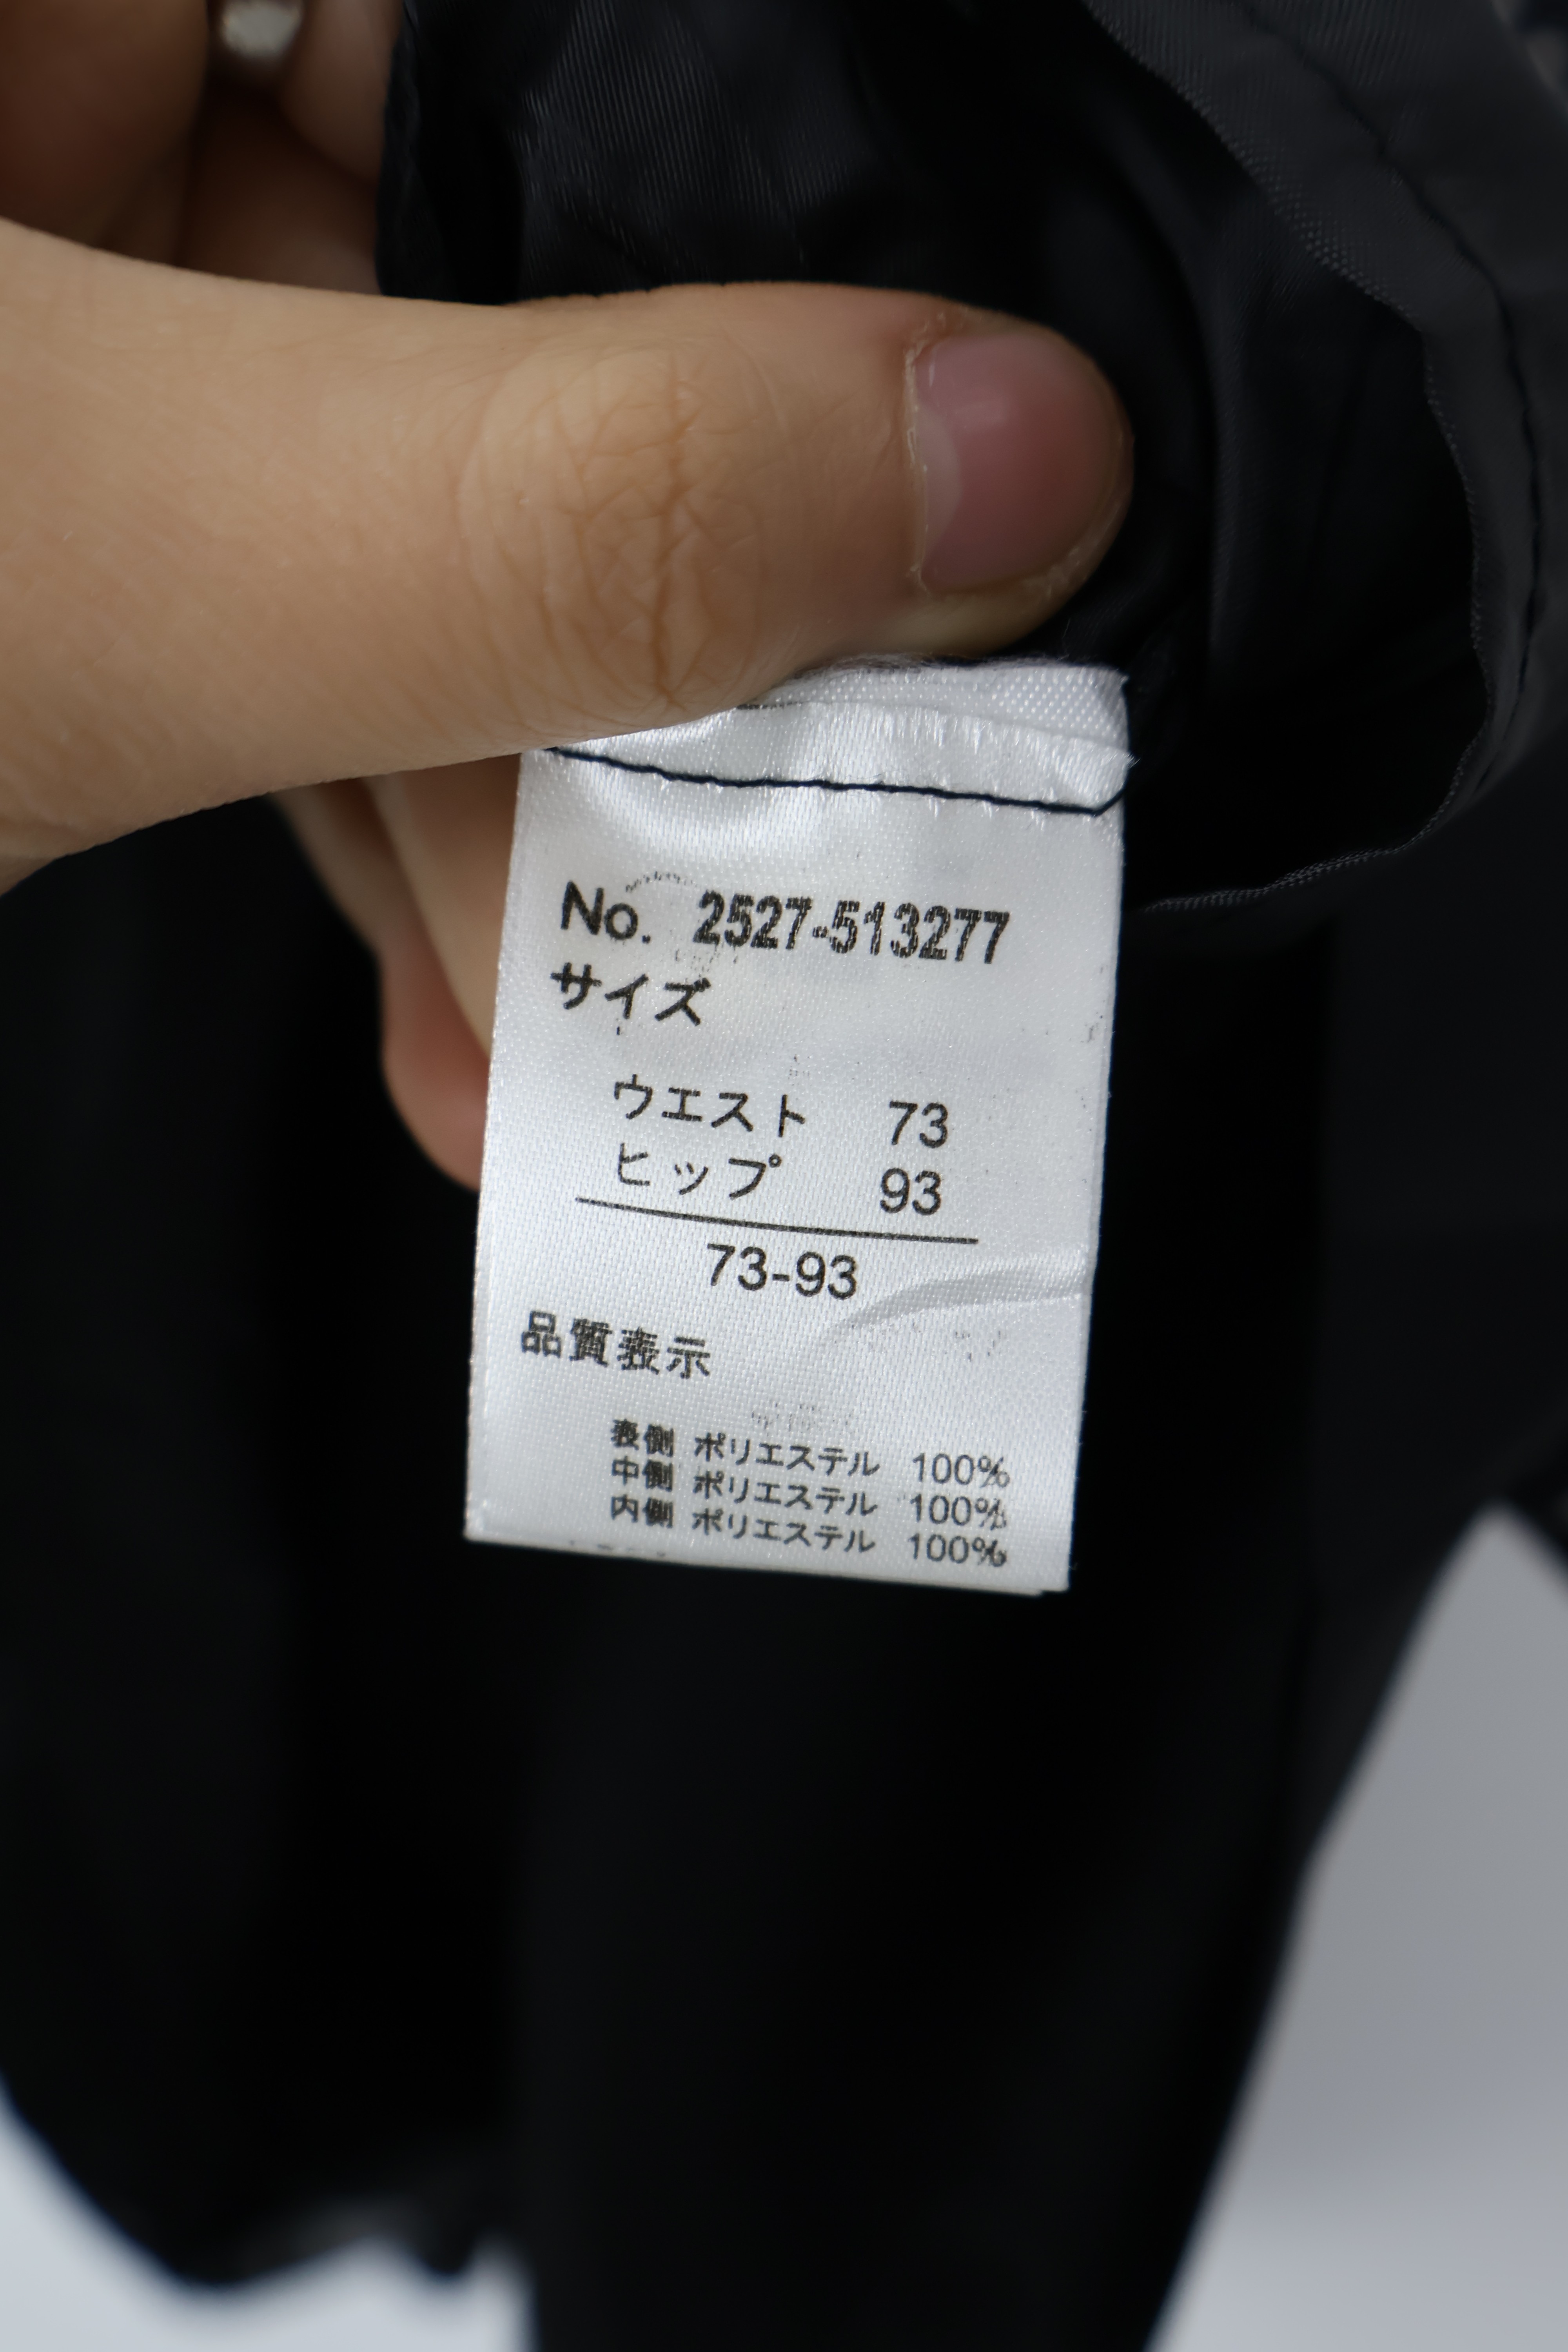 No. 2527-513277
サイズ
ウエスト 73
ヒップ 93
73-93
品質表示
表側 ポリエステル 100%
中側 ポリエステル 100%
内側 ポリエステル 100%